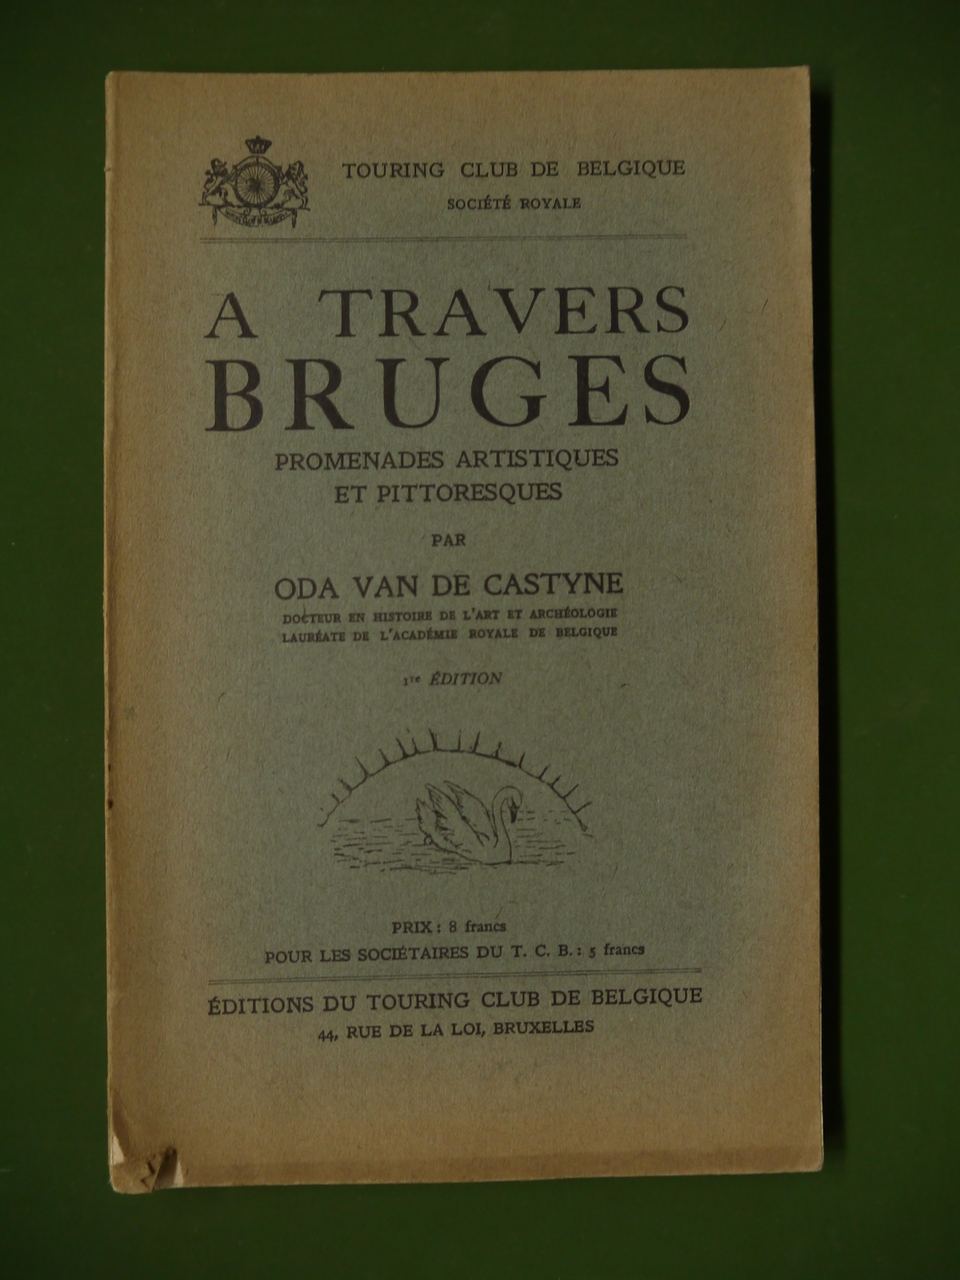 TOURING CLUB DE BELGIQUE
SOCIÉTÉ ROYALE
A TRAVERS
BRUGES
PROMENADES ARTISTIQUES
ET PITTORESQUES
PAR
ODA VAN DE CASTYNE
DOCTEUR EN HISTOIRE DE L'ART ET ARCHÉOLOGIE
LAURÉATE DE L'ACADÉMIE ROYALE DE BELGIQUE
1re ÉDITION
PRIX : 8 francs
POUR LES SOCIÉTAIRES DU T. C. B. : 5 francs
ÉDITIONS DU TOURING CLUB DE BELGIQUE
44, RUE DE LA LOI, BRUXELLES